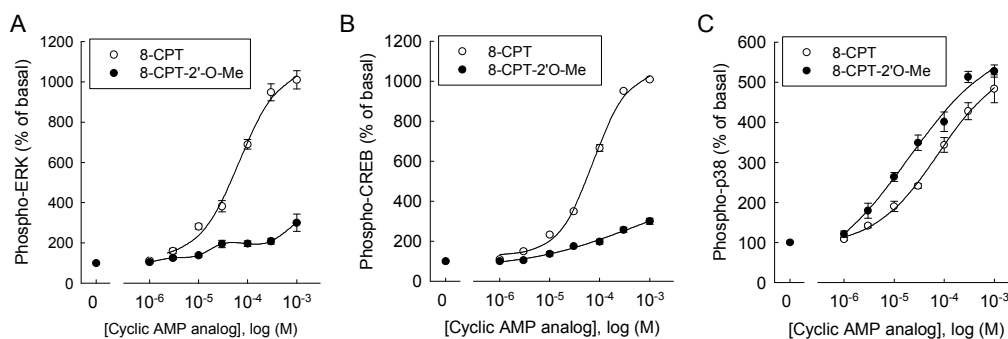 A
8-CPT
8-CPT-2'-O-Me
Phospho-ERK (% of basal)
1200
1000
800
600
400
200
0
0
10⁻⁶
10⁻⁵
10⁻⁴
10⁻³
[Cyclic AMP analog], log (M)
B
8-CPT
8-CPT-2'O-Me
Phospho-CREB (% of basal)
1200
1000
800
600
400
200
0
0
10⁻⁶
10⁻⁵
10⁻⁴
10⁻³
[Cyclic AMP analog], log (M)
C
8-CPT-2'O-Me
8-CPT
Phospho-p38 (% of basal)
600
500
400
300
200
100
0
0
10⁻⁶
10⁻⁵
10⁻⁴
10⁻³
[Cyclic AMP analog], log (M)